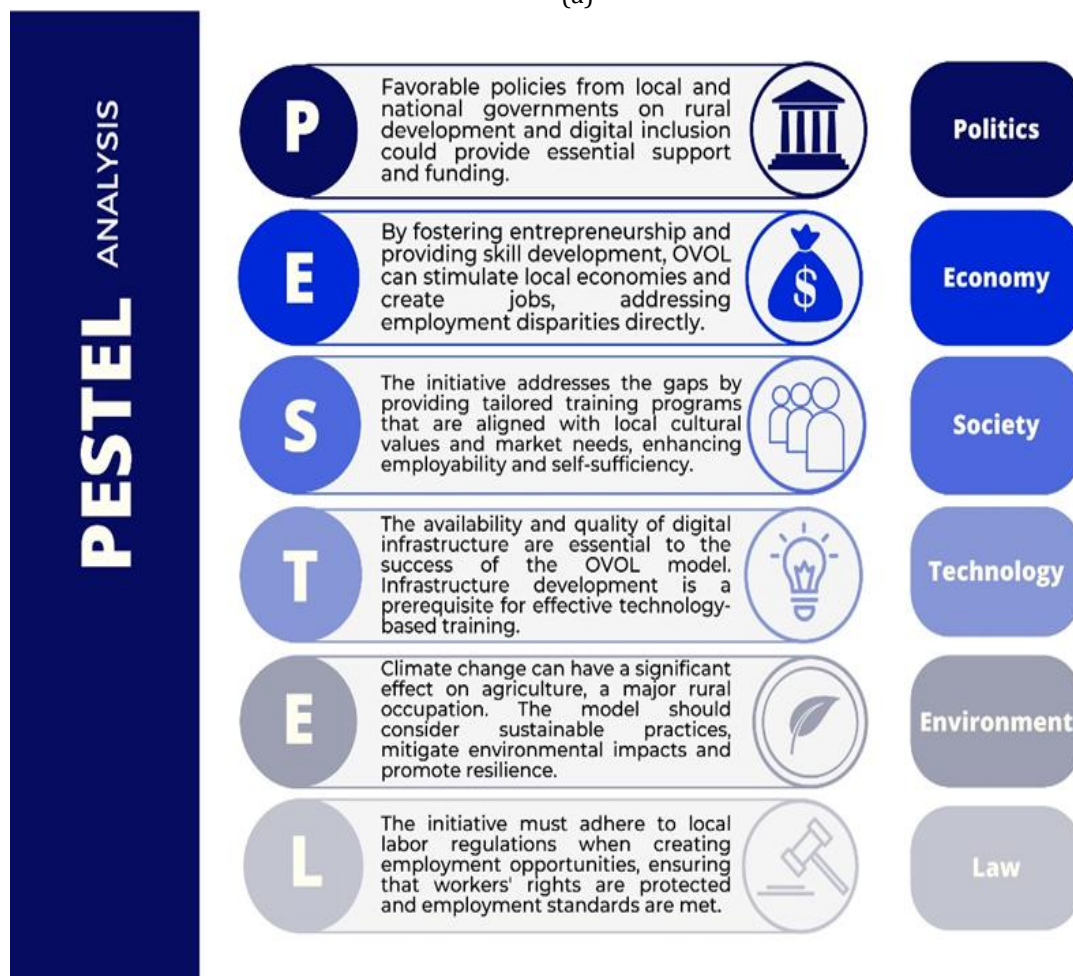 (a)
PESTEL ANALYSIS
P
Favorable policies from local and
national governments on rural
development and digital inclusion
could provide essential support
and funding.
Politics
E
By fostering entrepreneurship and
providing skill development, OVOL
can stimulate local economies and
create jobs, addressing
employment disparities directly.
$
Economy
S
The initiative addresses the gaps by
providing tailored training programs
that are aligned with local cultural
values and market needs, enhancing
employability and self-sufficiency.
Society
T
The availability and quality of digital
infrastructure are essential to the
success of the OVOL model.
Infrastructure development is a
prerequisite for effective technology-
based training.
Technology
E
Climate change can have a significant
effect on agriculture, a major rural
occupation. The model should
consider sustainable practices,
mitigate environmental impacts and
promote resilience.
Environment
L
The initiative must adhere to local
labor regulations when creating
employment opportunities, ensuring
that workers' rights are protected
and employment standards are met.
Law